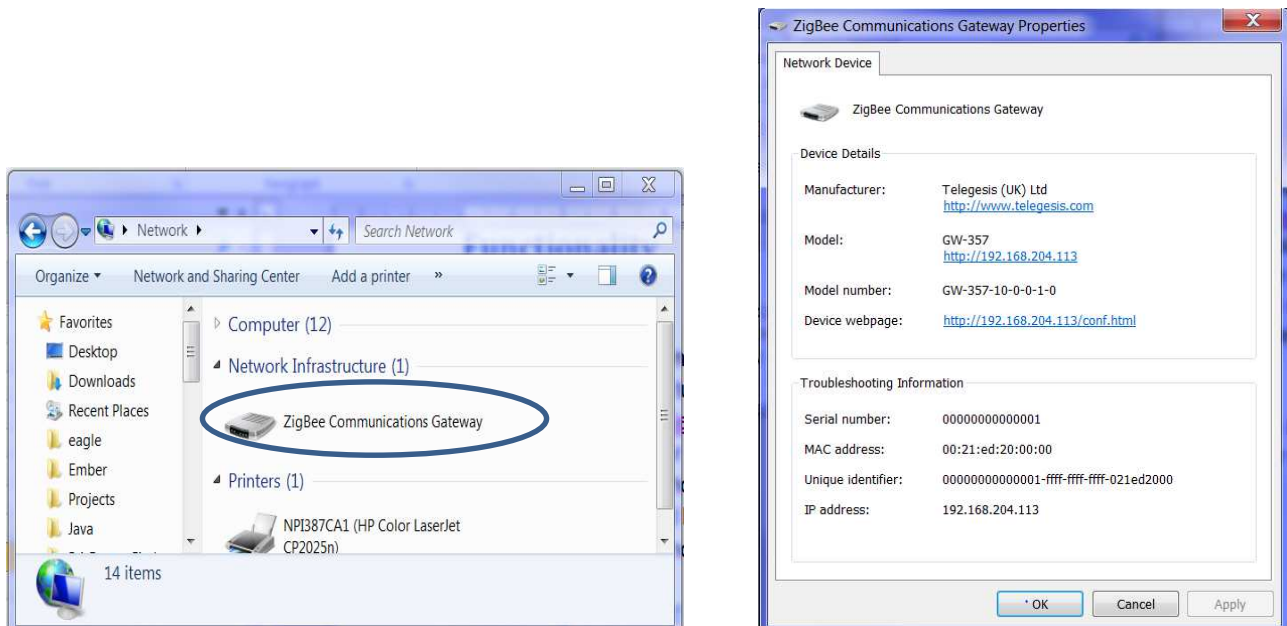 Network
Search Network
Functionality
Organize
Network and Sharing Center
Add a printer
»
Favorites
Desktop
Downloads
Recent Places
eagle
Ember
Projects
Java
Computer (12)
Network Infrastructure (1)
ZigBee Communications Gateway
Printers (1)
NPI387CA1 (HP Color LaserJet
CP2025n)
14 items
ZigBee Communications Gateway Properties
Network Device
ZigBee Communications Gateway
Device Details
Manufacturer: Telegesis (UK) Ltd
http://www.telegesis.com
Model: GW-357
http://192.168.204.113
Model number: GW-357-10-0-0-1-0
Device webpage: http://192.168.204.113/conf.html
Troubleshooting Information
Serial number: 00000000000001
MAC address: 00:21:ed:20:00:00
Unique identifier: 00000000000001-ffff-ffff-ffff-021ed2000
IP address: 192.168.204.113
OK Cancel Apply